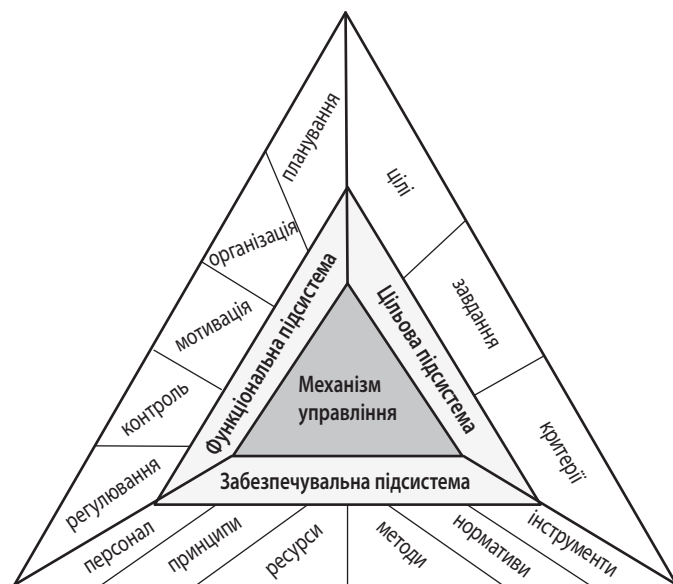 планування
організація
мотивація
контроль
регулювання
цілі
завдання
критерії
Функціональна підсистема
Цільова підсистема
Механізм
управління
Забезпечувальна підсистема
персонал
принципи
ресурси
методи
нормативи
інструменти